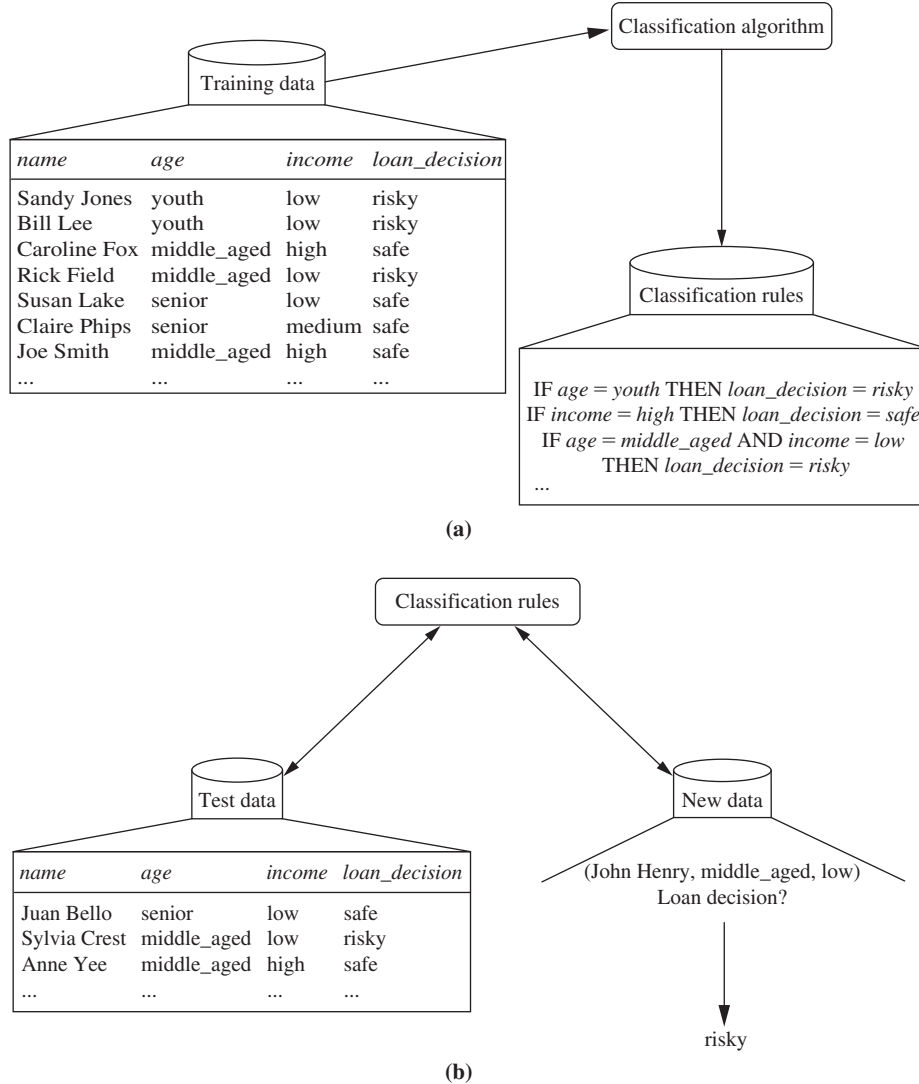 Classification algorithm
Training data
name age income loan_decision
Sandy Jones youth low risky
Bill Lee youth low risky
Caroline Fox middle_aged high safe
Rick Field middle_aged low risky
Susan Lake senior low safe
Claire Phips senior medium safe
Joe Smith middle_aged high safe
... ... ... ...
Classification rules
IF age = youth THEN loan_decision = risky
IF income = high THEN loan_decision = safe
IF age = middle_aged AND income = low
THEN loan_decision = risky
...
(a)
Classification rules
Test data
name age income loan_decision
Juan Bello senior low safe
Sylvia Crest middle_aged low risky
Anne Yee middle_aged high safe
... ... ... ...
New data
(John Henry, middle_aged, low)
Loan decision?
risky
(b)